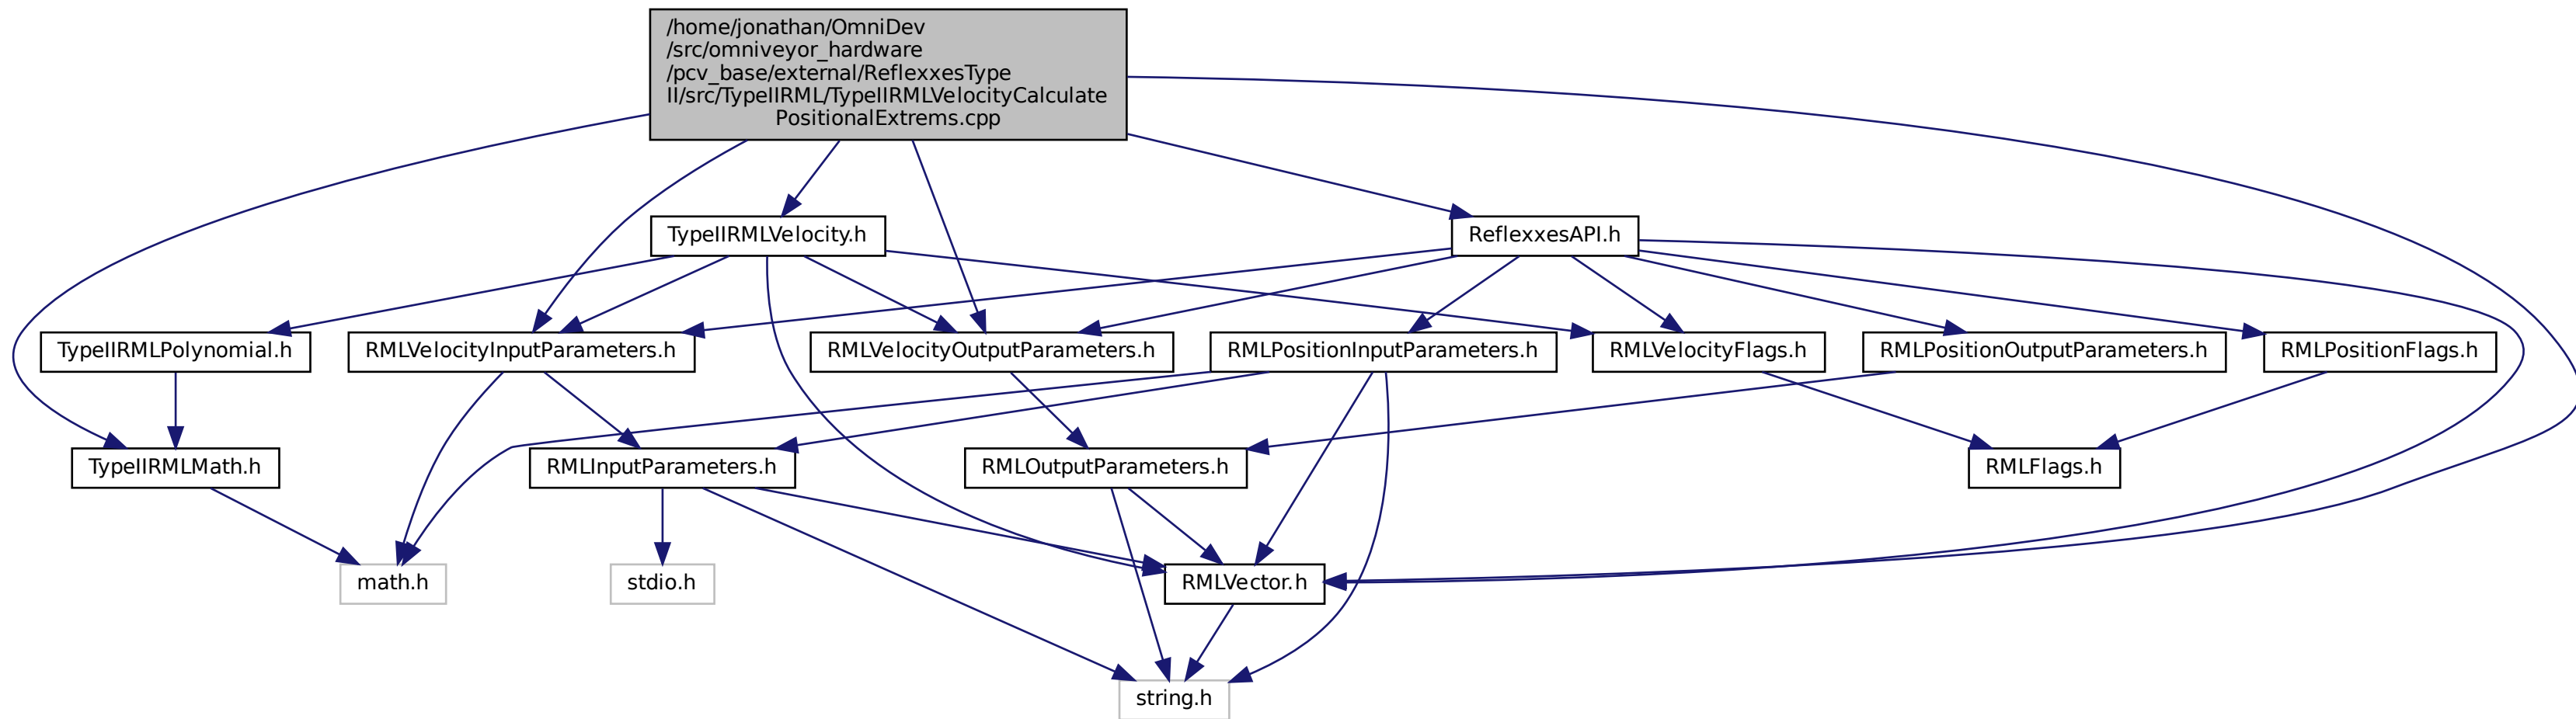 /home/jonathan/OmniDev
/src/omniveyor_hardware
/pcv_base/external/ReflexxesType
II/src/TypeIIRML/TypeIIRMLVelocityCalculate
PositionalExtrems.cpp
TypeIIRMLVelocity.h
ReflexxesAPI.h
TypeIIRMLPolynomial.h
RMLVelocityInputParameters.h
RMLVelocityOutputParameters.h
RMLPositionInputParameters.h
RMLVelocityFlags.h
RMLPositionOutputParameters.h
RMLPositionFlags.h
TypeIIRMLMath.h
RMLInputParameters.h
RMLOutputParameters.h
RMLFlags.h
math.h
stdio.h
RMLVector.h
string.h